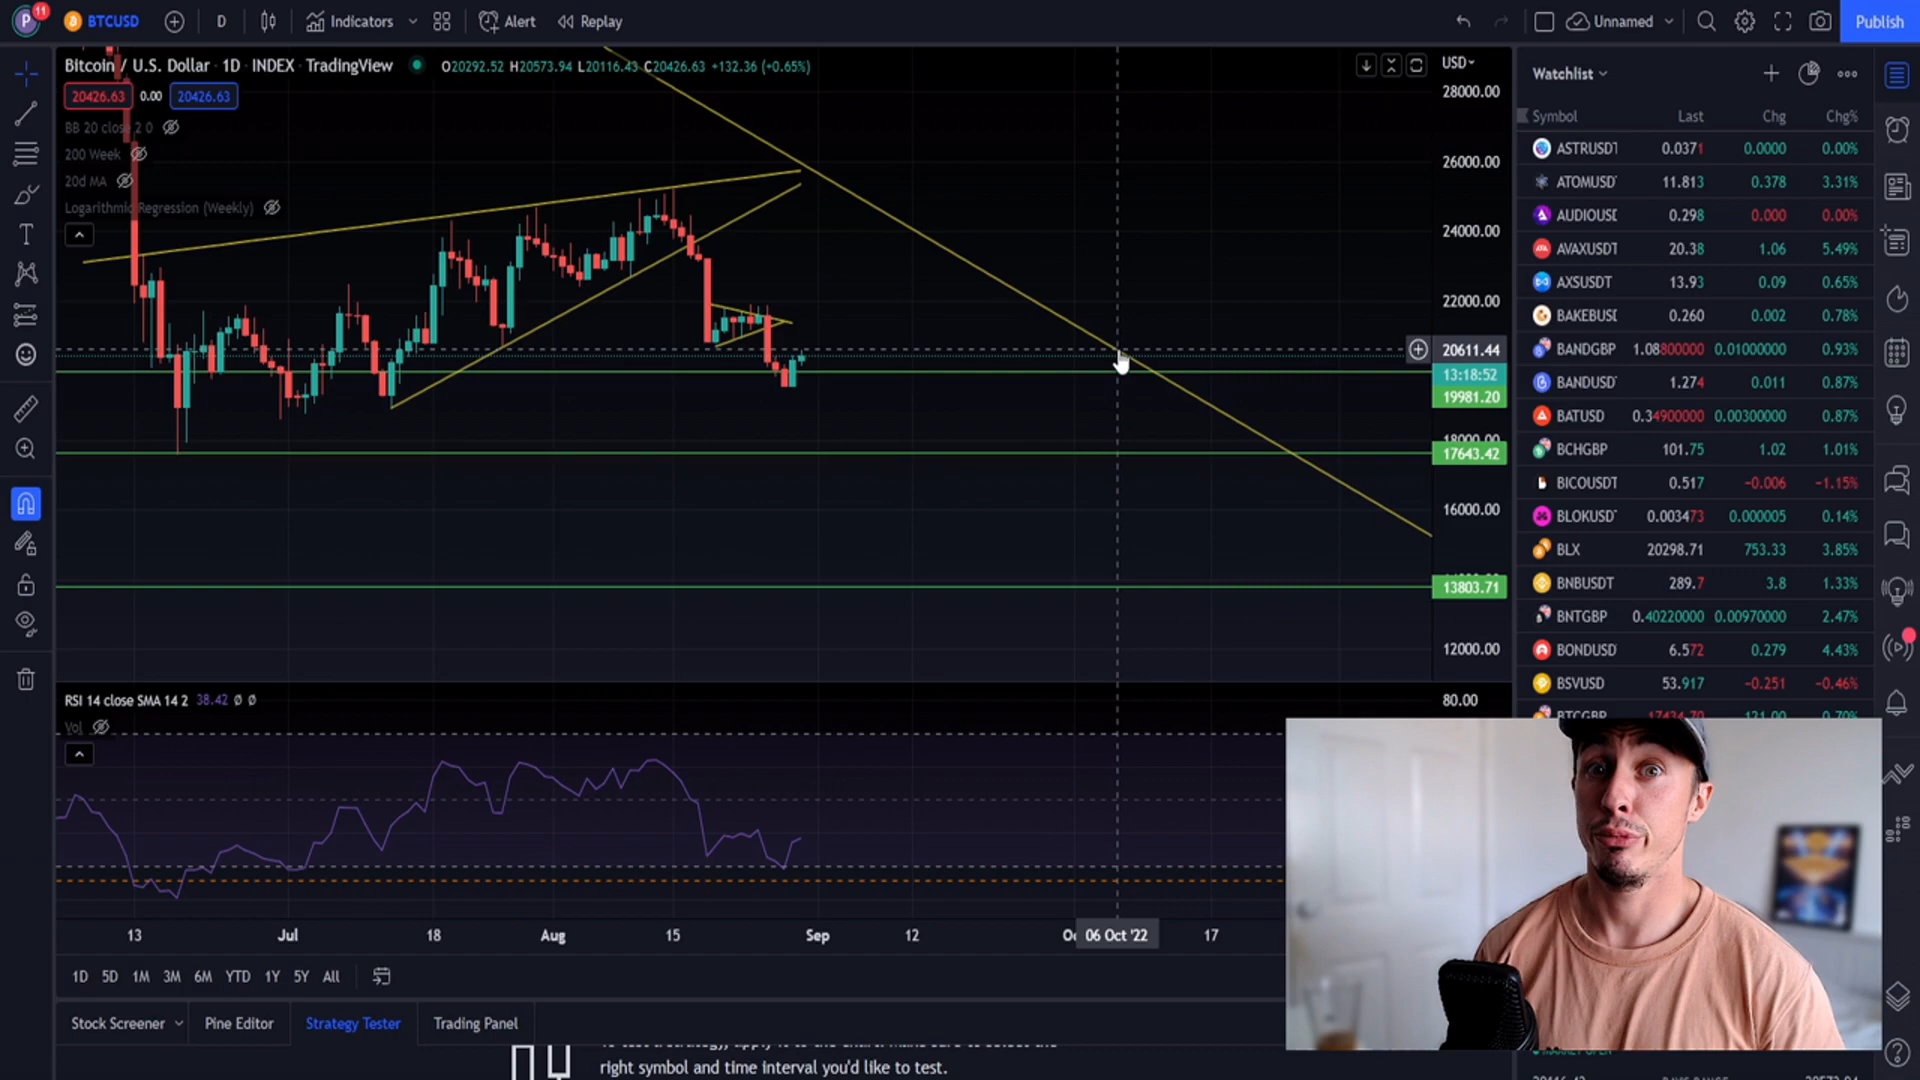 P 11 BTCUSD D Indicators Alert Replay Unnamed Publish
Bitcoin / U.S. Dollar · 1D · INDEX · TradingView O20292.52 H20573.94 L20116.43 C20426.63 +132.36 (+0.65%)
20426.63 0.00 20426.63
BB 20 close 2 0
200 Week
20d MA
Logarithmic Regression (Weekly)
USD
28000.00
26000.00
24000.00
22000.00
20611.44
13:18:52
19981.20
18000.00
17643.42
16000.00
13803.71
12000.00
RSI 14 close SMA 14 2 38.42 Ø Ø
Vol
80.00
13 Jul 18 Aug 15 Sep 12 06 Oct '22 17
1D 5D 1M 3M 6M YTD 1Y 5Y All
Stock Screener Pine Editor Strategy Tester Trading Panel
right symbol and time interval you'd like to test.
Watchlist
Symbol Last Chg Chg%
ASTRUSDT 0.0371 0.0000 0.00%
ATOMUSD 11.813 0.378 3.31%
AUDIOUSD 0.298 0.000 0.00%
AVAXUSDT 20.38 1.06 5.49%
AXSUSDT 13.93 0.09 0.65%
BAKEBUSD 0.260 0.002 0.78%
BANDGBP 1.08800000 0.01000000 0.93%
BANDUSD 1.274 0.011 0.87%
BATUSD 0.34900000 0.00300000 0.87%
BCHGBP 101.75 1.02 1.01%
BICOUSDT 0.517 −0.006 −1.15%
BLOKUSD 0.003473 0.000005 0.14%
BLX 20298.71 753.33 3.85%
BNBUSDT 289.7 3.8 1.33%
BNTGBP 0.40220000 0.00970000 2.47%
BONDUSD 6.572 0.279 4.43%
BSVUSD 53.917 −0.251 −0.46%
BTCGBP 17424.70 121.00 0.70%